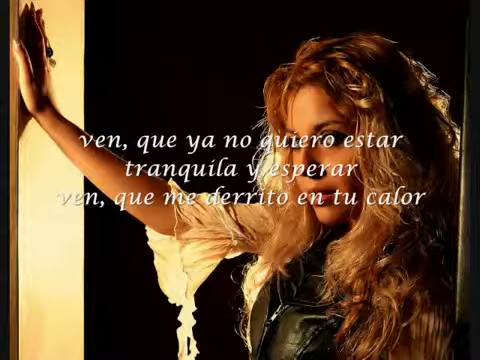 ven, que ya no quiero estar
tranquila y esperar
ven, que me derrito en tu calor